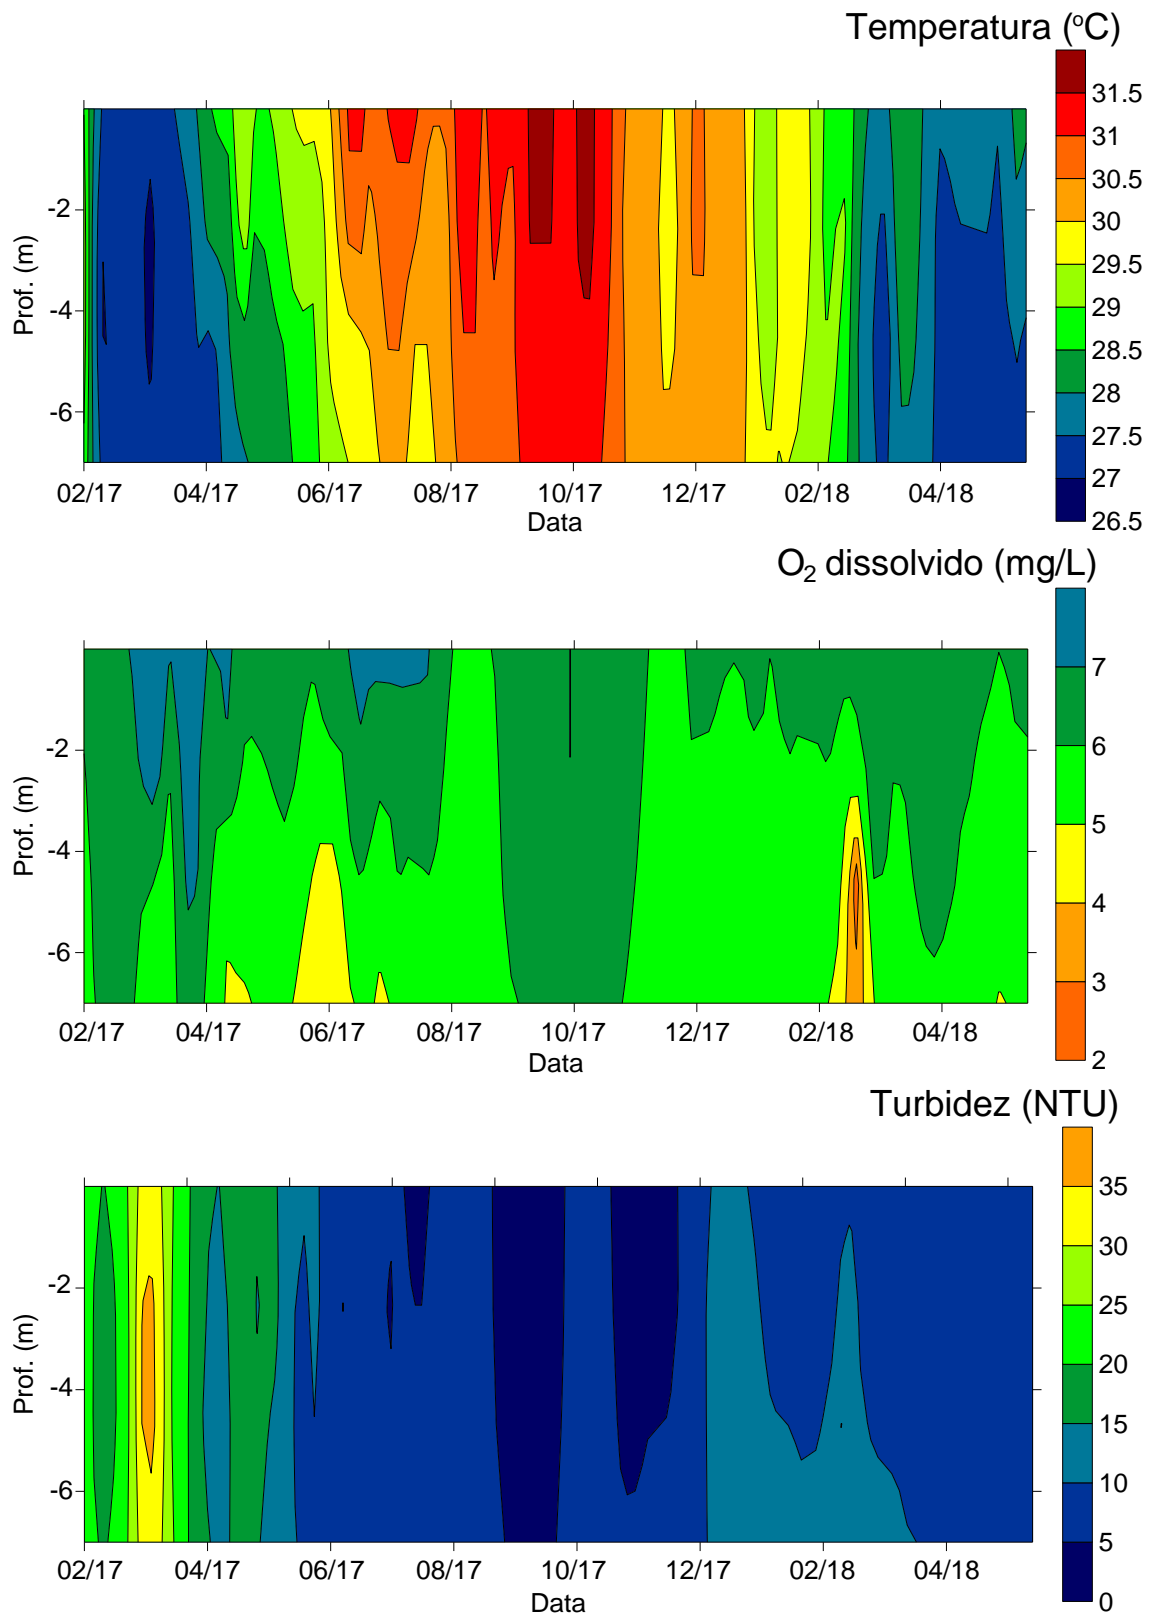 Temperatura (ºC)
31.5
31
30.5
30
29.5
29
28.5
28
27.5
27
26.5
-2
-4
-6
Prof. (m)
02/17 04/17 06/17 08/17 10/17 12/17 02/18 04/18
Data
O₂ dissolvido (mg/L)
7
6
5
4
3
2
-2
-4
-6
Prof. (m)
02/17 04/17 06/17 08/17 10/17 12/17 02/18 04/18
Data
Turbidez (NTU)
35
30
25
20
15
10
5
0
-2
-4
-6
Prof. (m)
02/17 04/17 06/17 08/17 10/17 12/17 02/18 04/18
Data